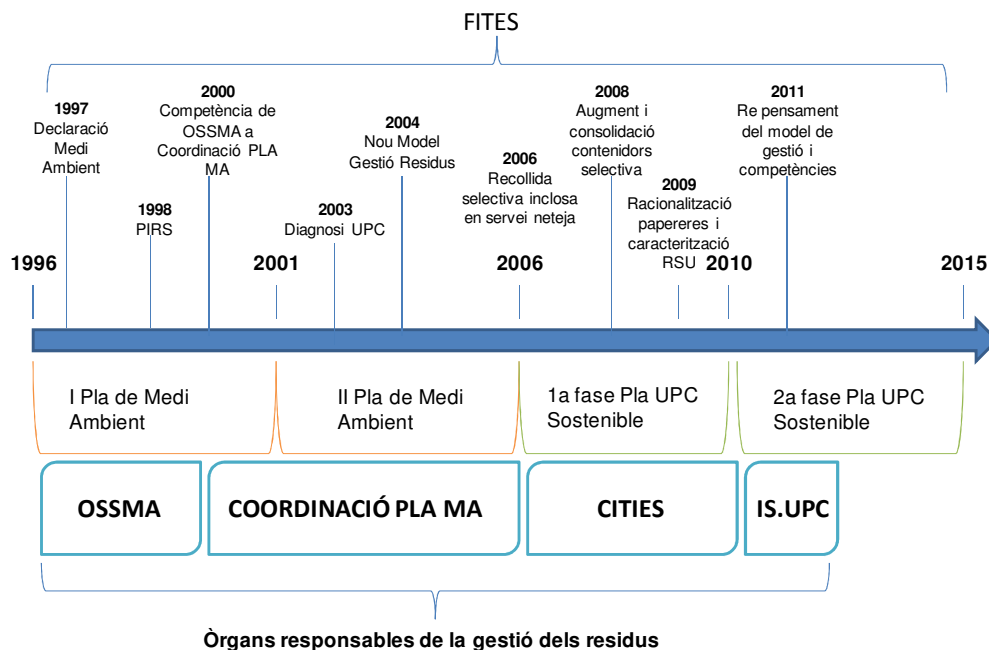 FITES
1997
Declaració
Medi
Ambient
1998
PIRS
2000
Competència de
OSSMA a
Coordinació PLA
MA
2003
Diagnosi UPC
2004
Nou Model
Gestió Residus
2006
Recollida
selectiva inclosa
en servei neteja
2008
Augment i
consolidació
contenidors
selectiva
2009
Racionalització
papereres i
caracterització
RSU
2011
Re pensament
del model de
gestió i
competències
1996
2001
2006
2010
2015
I Pla de Medi
Ambient
II Pla de Medi
Ambient
1a fase Pla UPC
Sostenible
2a fase Pla UPC
Sostenible
OSSMA
COORDINACIÓ PLA MA
CITIES
IS.UPC
Òrgans responsables de la gestió dels residus